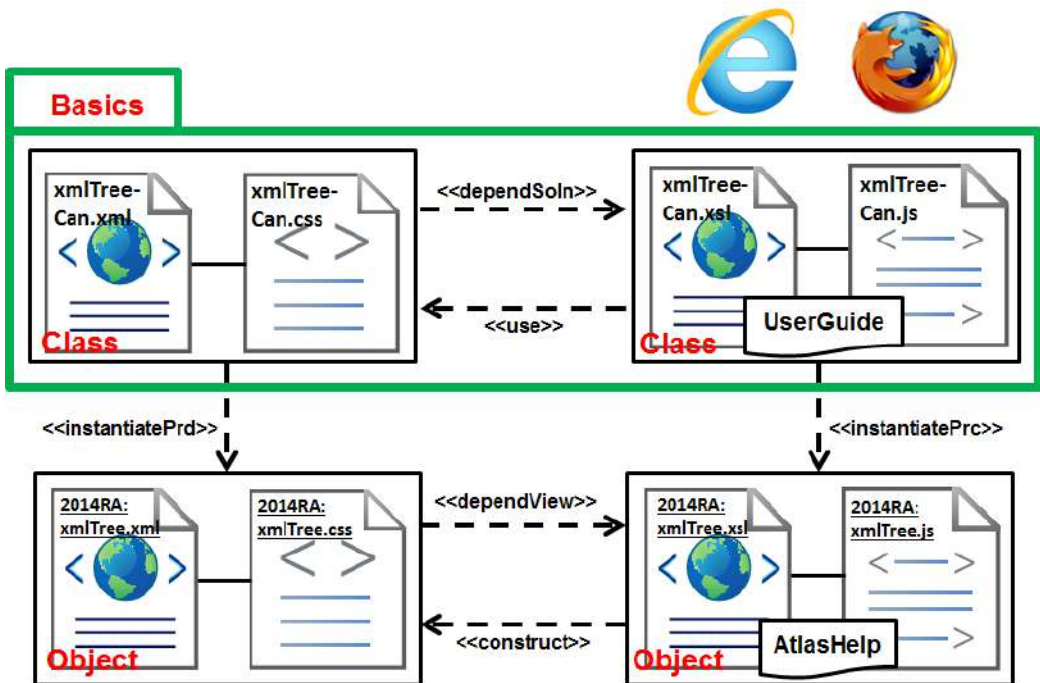 Basics
xmlTree-
Can.xml
xmlTree-
Can.css
Class
<<dependSoln>>
<<use>>
xmlTree-
Can.xsl
xmlTree-
Can.js
UserGuide
Class
<<instantiatePrd>>
<<instantiatePrc>>
2014RA:
xmlTree.xml
2014RA:
xmlTree.css
Object
<<dependView>>
<<construct>>
2014RA:
xmlTree.xsl
2014RA:
xmlTree.js
AtlasHelp
Object